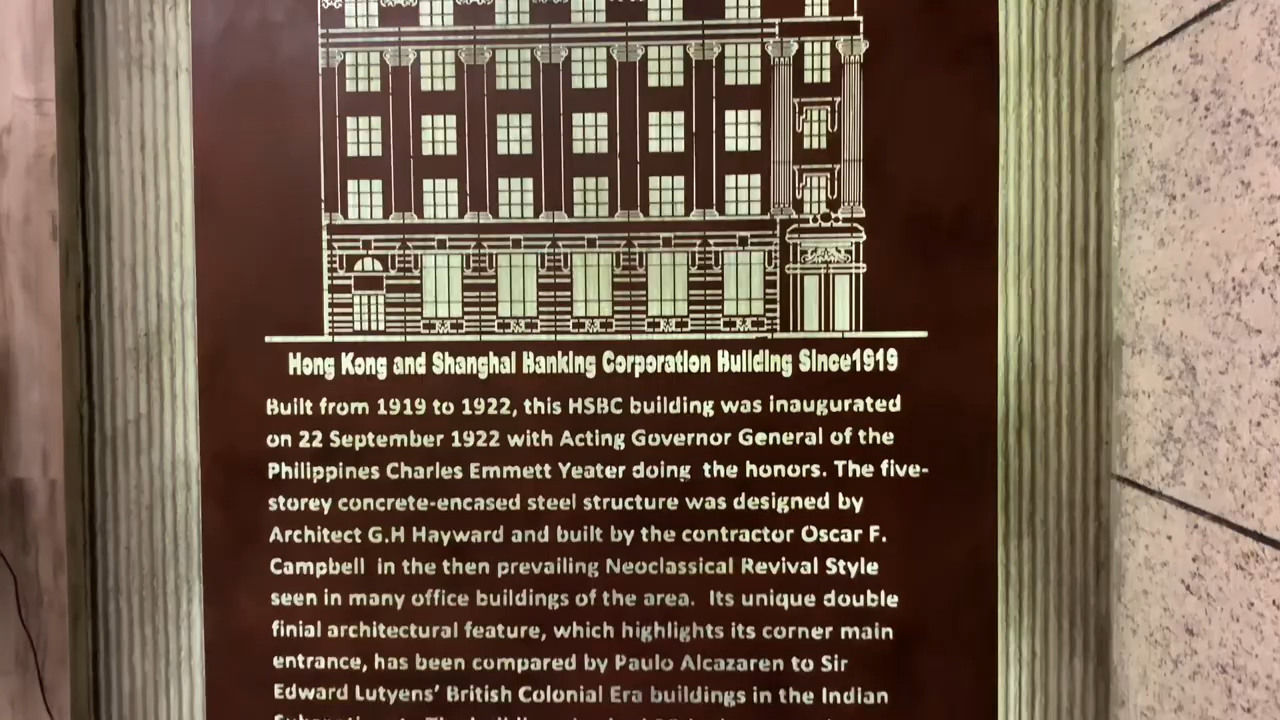 Hong Kong and Shanghai Banking Corporation Building Since1919
Built from 1919 to 1922, this HSBC building was inaugurated
on 22 September 1922 with Acting Governor General of the
Philippines Charles Emmett Yeater doing the honors. The five-
storey concrete-encased steel structure was designed by
Architect G.H Hayward and built by the contractor Oscar F.
Campbell in the then prevailing Neoclassical Revival Style
seen in many office buildings of the area. Its unique double
finial architectural feature, which highlights its corner main
entrance, has been compared by Paulo Alcazaren to Sir
Edward Lutyens' British Colonial Era buildings in the Indian